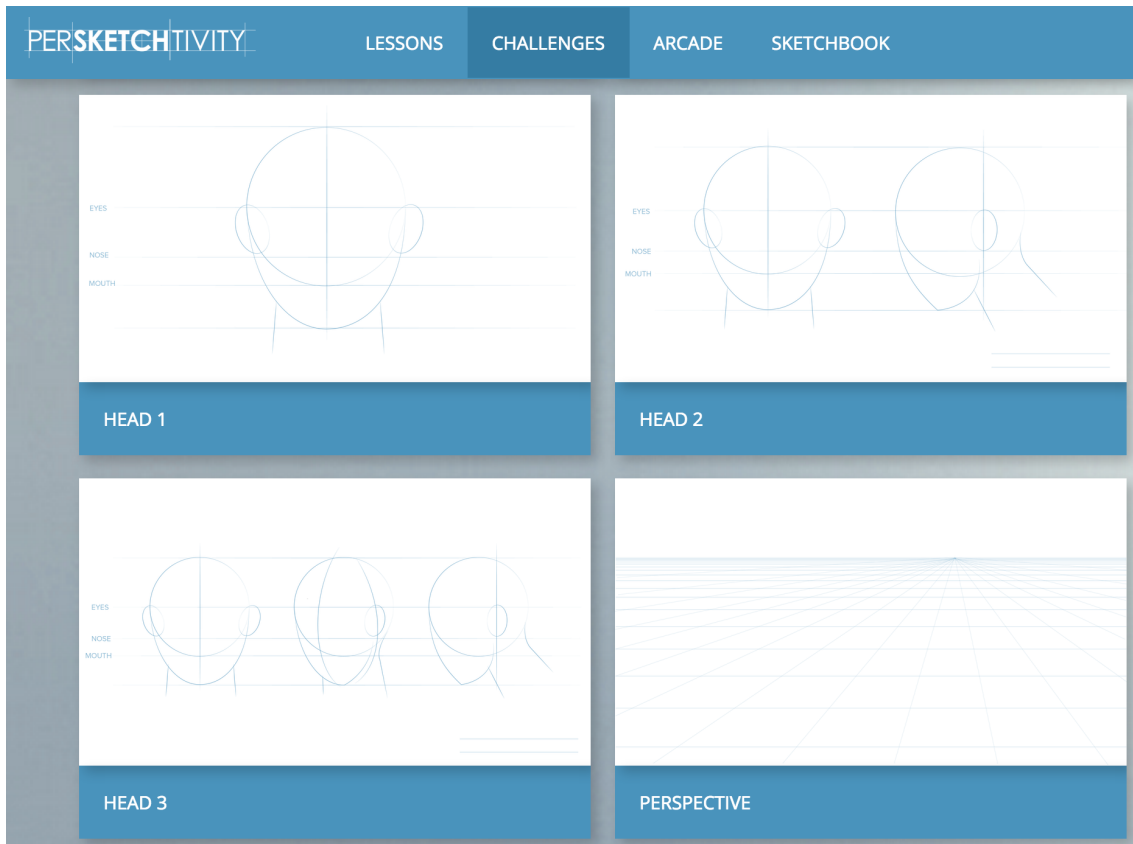 PERSKETCHTIVITY
LESSONS CHALLENGES ARCADE SKETCHBOOK
EYES
NOSE
MOUTH
EYES
NOSE
MOUTH
HEAD 1
HEAD 2
EYES
NOSE
MOUTH
HEAD 3
PERSPECTIVE